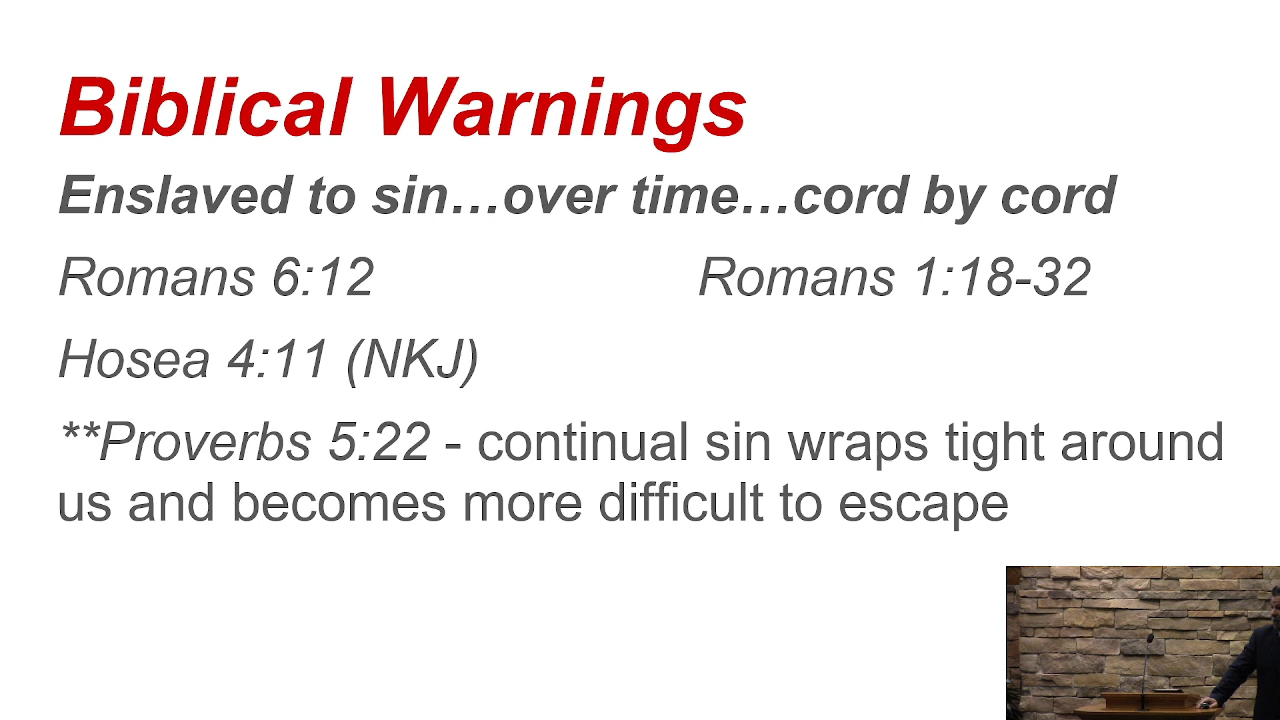 Biblical Warnings
Enslaved to sin…over time…cord by cord
Romans 6:12 Romans 1:18-32
Hosea 4:11 (NKJ)
**Proverbs 5:22 - continual sin wraps tight around
us and becomes more difficult to escape